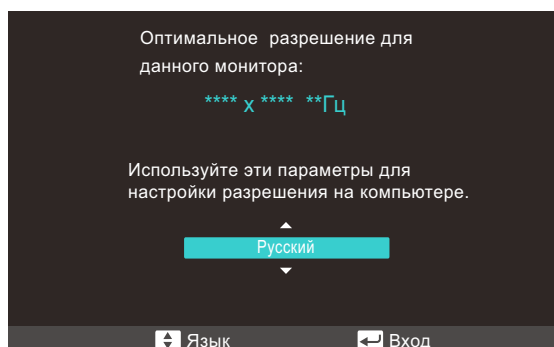 Оптимальное разрешение для
данного монитора:
**** x **** **Гц
Используйте эти параметры для
настройки разрешения на компьютере.
Русский
Язык Вход